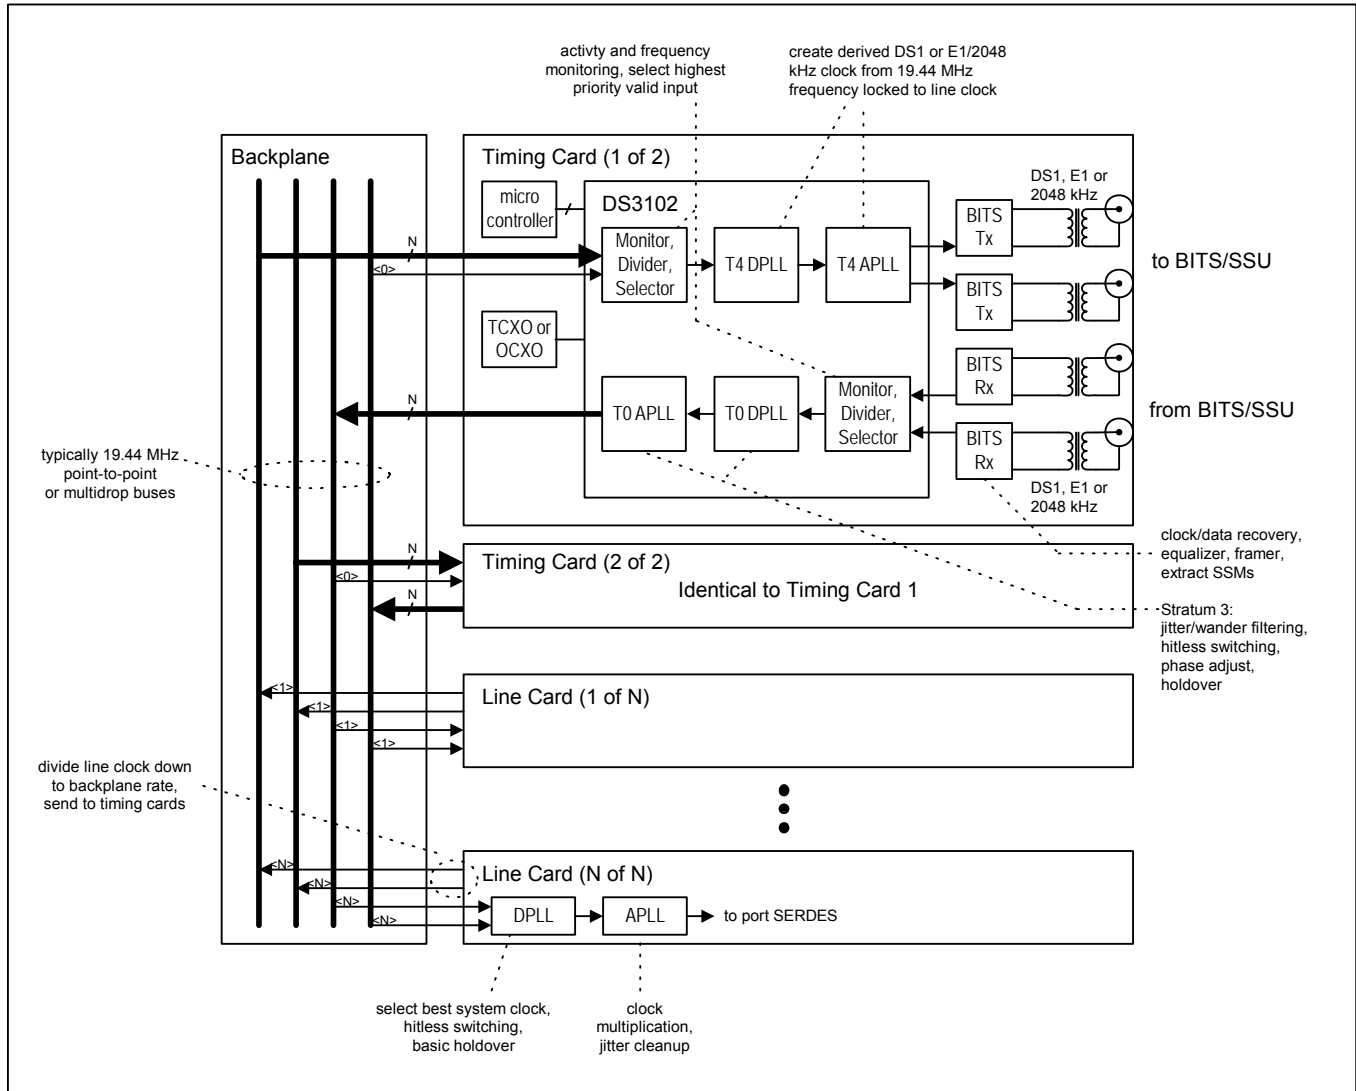 activty and frequency
monitoring, select highest
priority valid input
create derived DS1 or E1/2048
kHz clock from 19.44 MHz
frequency locked to line clock
Backplane
Timing Card (1 of 2)
micro
controller
DS3102
DS1, E1 or
2048 kHz
N
<0>
Monitor,
Divider,
Selector
T4 DPLL
T4 APLL
BITS
Tx
BITS
Tx
to BITS/SSU
TCXO or
OCXO
N
T0 APLL
T0 DPLL
Monitor,
Divider,
Selector
BITS
Rx
BITS
Rx
from BITS/SSU
DS1, E1 or
2048 kHz
typically 19.44 MHz
point-to-point
or multidrop buses
clock/data recovery,
equalizer, framer,
extract SSMs
N
<0>
N
Timing Card (2 of 2)
Identical to Timing Card 1
Stratum 3:
jitter/wander filtering,
hitless switching,
phase adjust,
holdover
<1>
<1>
<1>
<1>
Line Card (1 of N)
divide line clock down
to backplane rate,
send to timing cards
<N>
<N>
<N>
<N>
Line Card (N of N)
DPLL
APLL
to port SERDES
select best system clock,
hitless switching,
basic holdover
clock
multiplication,
jitter cleanup